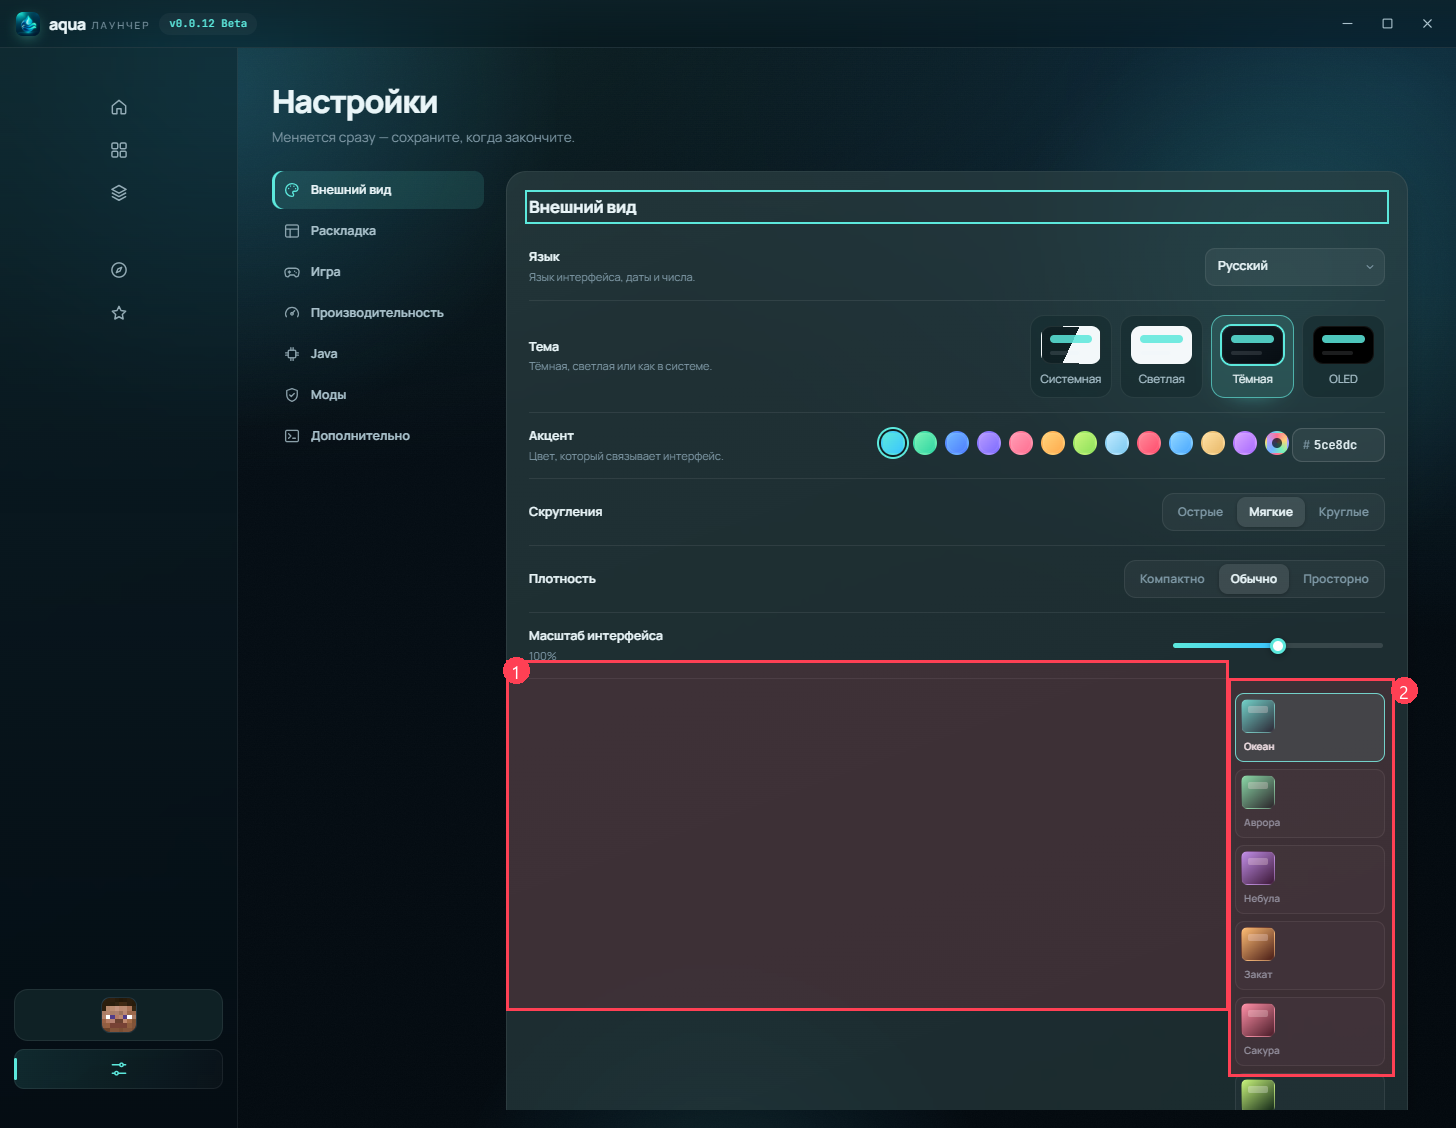 aqua ЛАУНЧЕР v0.0.12 Beta
Настройки
Меняется сразу — сохраните, когда закончите.
Внешний вид
Раскладка
Игра
Производительность
Java
Моды
Дополнительно
Внешний вид
Язык
Язык интерфейса, даты и числа.
Русский
Тема
Тёмная, светлая или как в системе.
Системная
Светлая
Тёмная
OLED
Акцент
Цвет, который связывает интерфейс.
# 5ce8dc
Скругления
Острые Мягкие Круглые
Плотность
Компактно Обычно Просторно
Масштаб интерфейса
100%
1
2
Океан
Аврора
Небула
Закат
Сакура